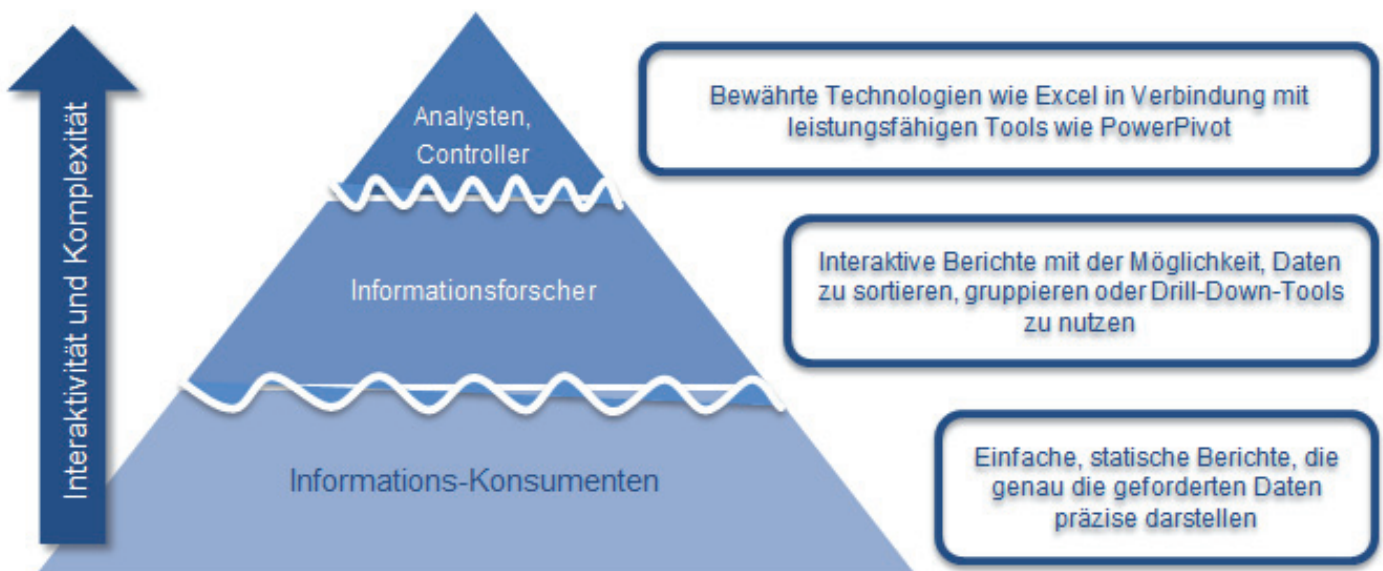 Interaktivität und Komplexität
Analysten,
Controller
Bewährte Technologien wie Excel in Verbindung mit
leistungsfähigen Tools wie PowerPivot
Informationsforscher
Interaktive Berichte mit der Möglichkeit, Daten
zu sortieren, gruppieren oder Drill-Down-Tools
zu nutzen
Informations-Konsumenten
Einfache, statische Berichte, die
genau die geforderten Daten
präzise darstellen